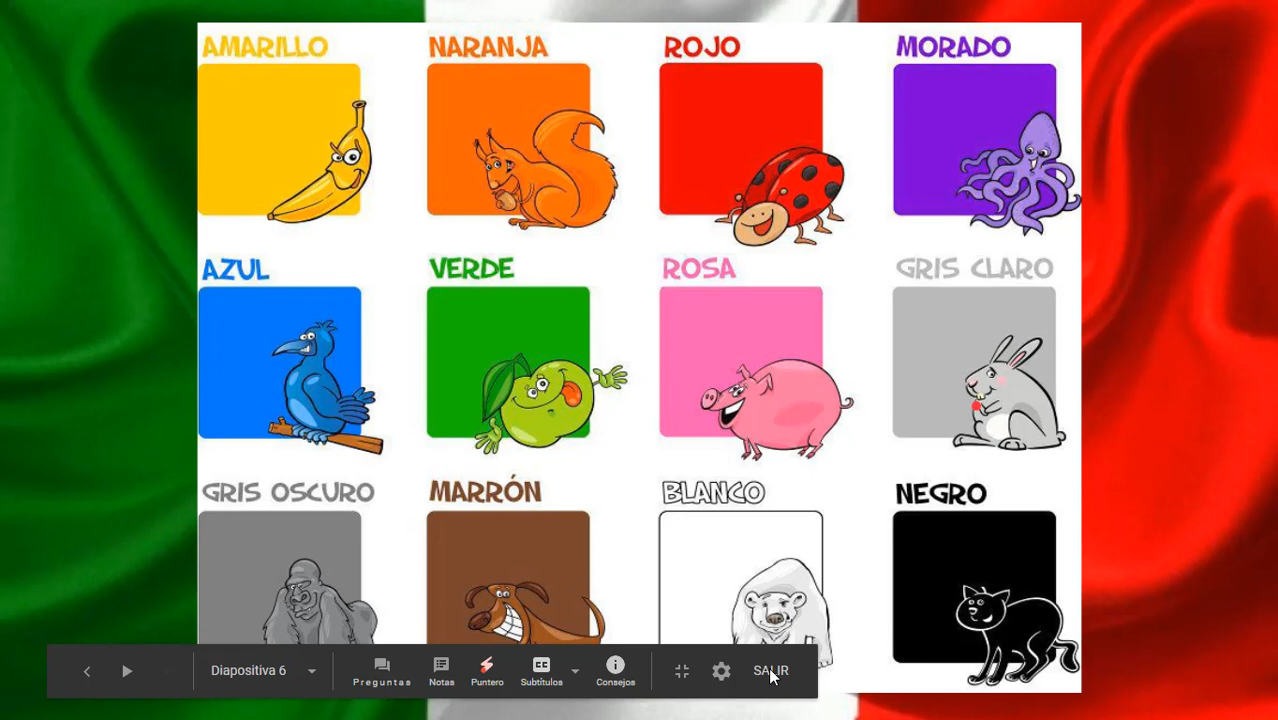 AMARILLO NARANJA ROJO MORADO
AZUL VERDE ROSA GRIS CLARO
GRIS OSCURO MARRÓN BLANCO NEGRO
Diapositiva 6 Preguntas Notas Puntero CC Subtítulos Consejos SALIR